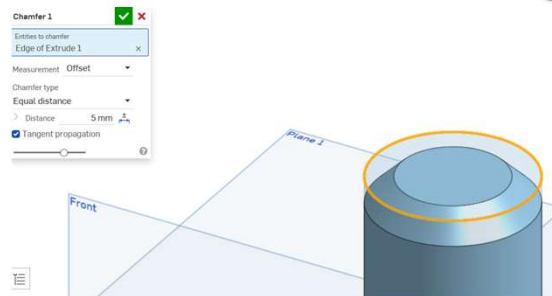 Chamfer 1
Entities to chamfer
Edge of Extrude 1
Measurement Offset
Chamfer type
Equal distance
Distance 5 mm
Tangent propagation
Plane 1
Front